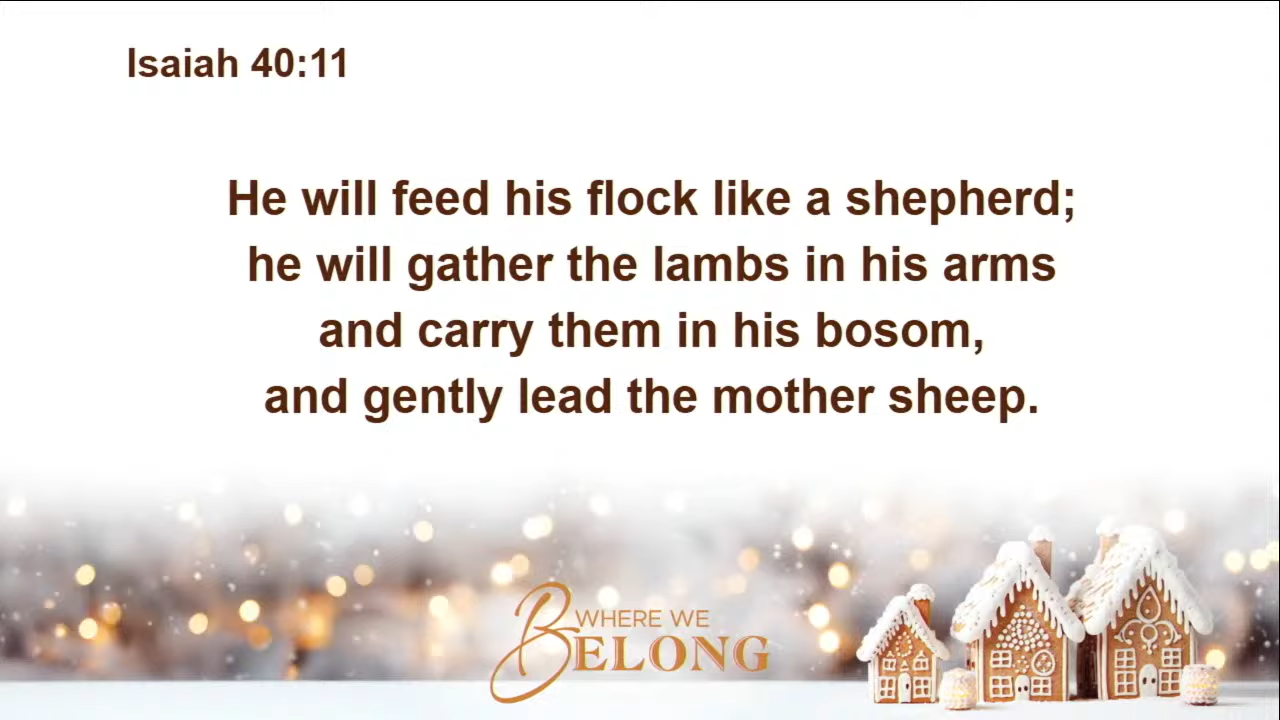 Isaiah 40:11
He will feed his flock like a shepherd;
he will gather the lambs in his arms
and carry them in his bosom,
and gently lead the mother sheep.
WHERE WE
BELONG